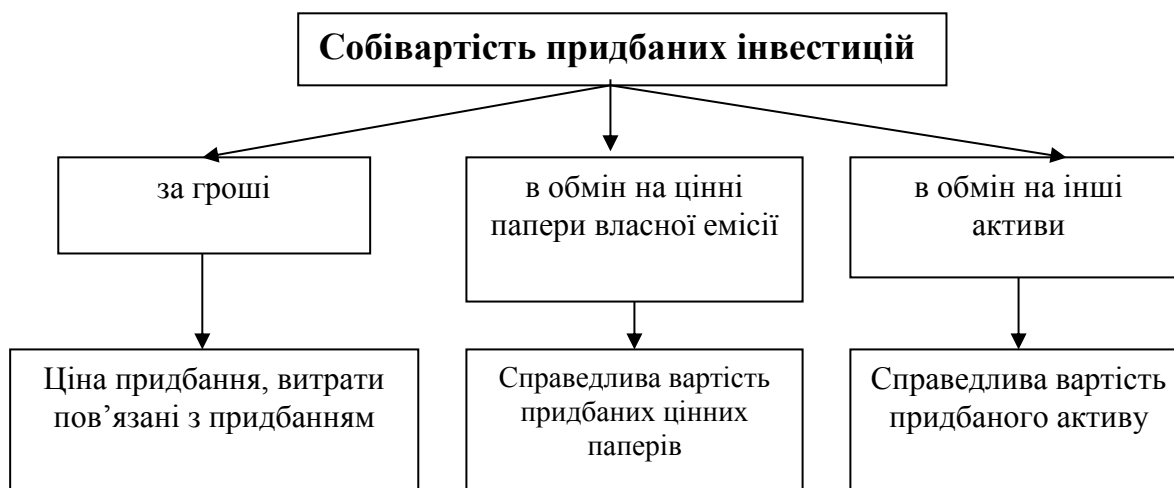 Собівартість придбаних інвестицій
за гроші
в обмін на цінні
папери власної емісії
в обмін на інші
активи
Ціна придбання, витрати
пов’язані з придбанням
Справедлива вартість
придбаних цінних
паперів
Справедлива вартість
придбаного активу